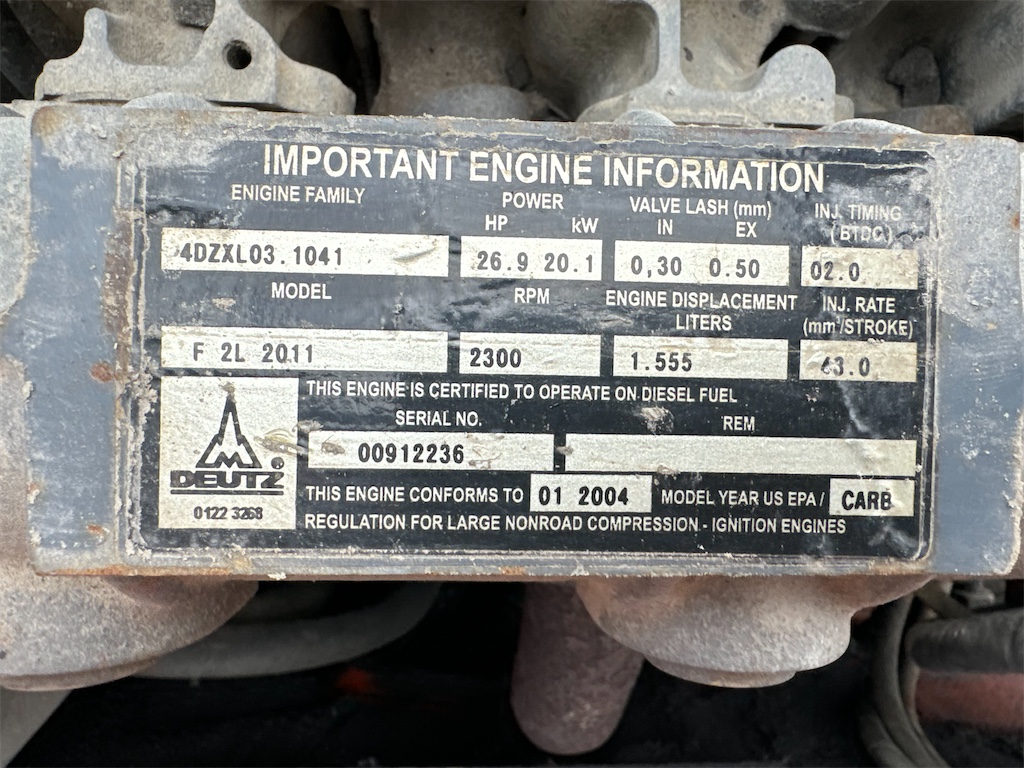 IMPORTANT ENGINE INFORMATION
ENIGINE FAMILY POWER VALVE LASH (mm) INJ. TIMING
HP kW IN EX (BTDC)
4DZXL03.1041 26.9 20.1 0,30 0.50 02.0
MODEL RPM ENGINE DISPLACEMENT LITERS INJ. RATE (mm³/STROKE)
F 2L 2011 2300 1.555 43.0
THIS ENGINE IS CERTIFIED TO OPERATE ON DIESEL FUEL
SERIAL NO. REM
00912236
DEUTZ®
0122 3268
THIS ENGINE CONFORMS TO 01 2004 MODEL YEAR US EPA / CARB
REGULATION FOR LARGE NONROAD COMPRESSION - IGNITION ENGINES